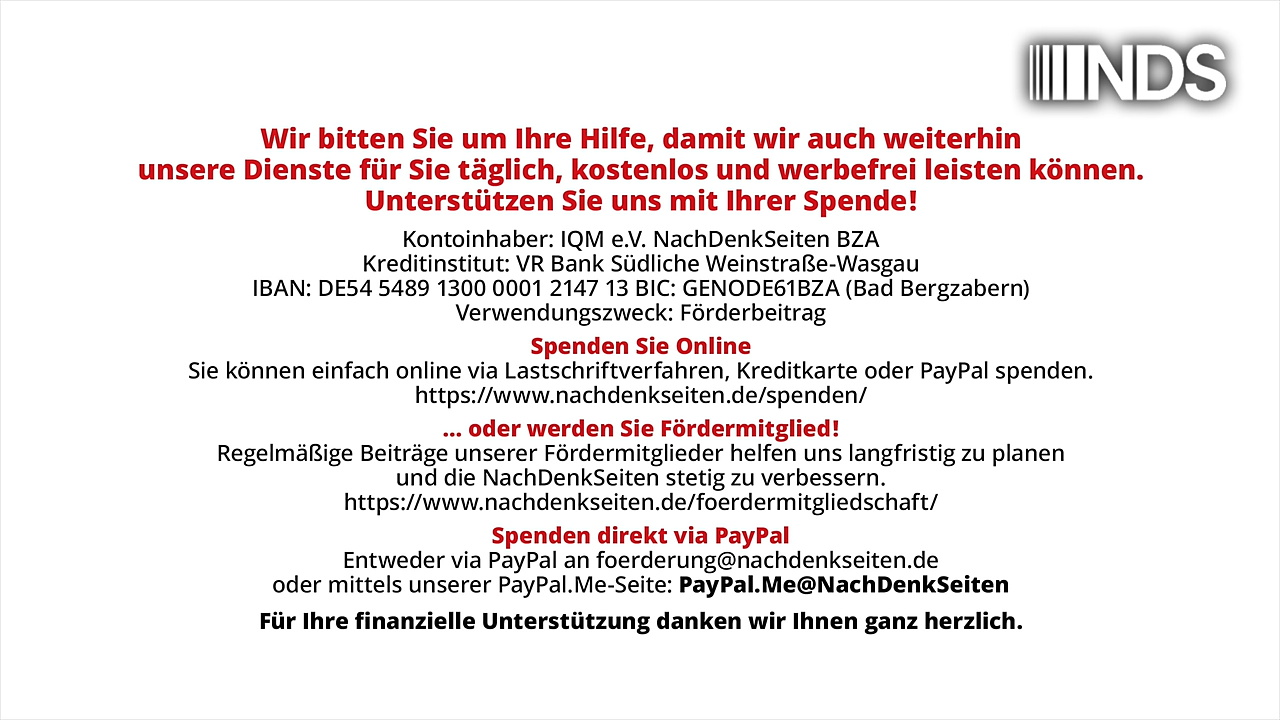 NDS
Wir bitten Sie um Ihre Hilfe, damit wir auch weiterhin
unsere Dienste für Sie täglich, kostenlos und werbefrei leisten können.
Unterstützen Sie uns mit Ihrer Spende!
Kontoinhaber: IQM e.V. NachDenkSeiten BZA
Kreditinstitut: VR Bank Südliche Weinstraße-Wasgau
IBAN: DE54 5489 1300 0001 2147 13 BIC: GENODE61BZA (Bad Bergzabern)
Verwendungszweck: Förderbeitrag
Spenden Sie Online
Sie können einfach online via Lastschriftverfahren, Kreditkarte oder PayPal spenden.
https://www.nachdenkseiten.de/spenden/
... oder werden Sie Fördermitglied!
Regelmäßige Beiträge unserer Fördermitglieder helfen uns langfristig zu planen
und die NachDenkSeiten stetig zu verbessern.
https://www.nachdenkseiten.de/foerdermitgliedschaft/
Spenden direkt via PayPal
Entweder via PayPal an foerderung@nachdenkseiten.de
oder mittels unserer PayPal.Me-Seite: PayPal.Me@NachDenkSeiten
Für Ihre finanzielle Unterstützung danken wir Ihnen ganz herzlich.